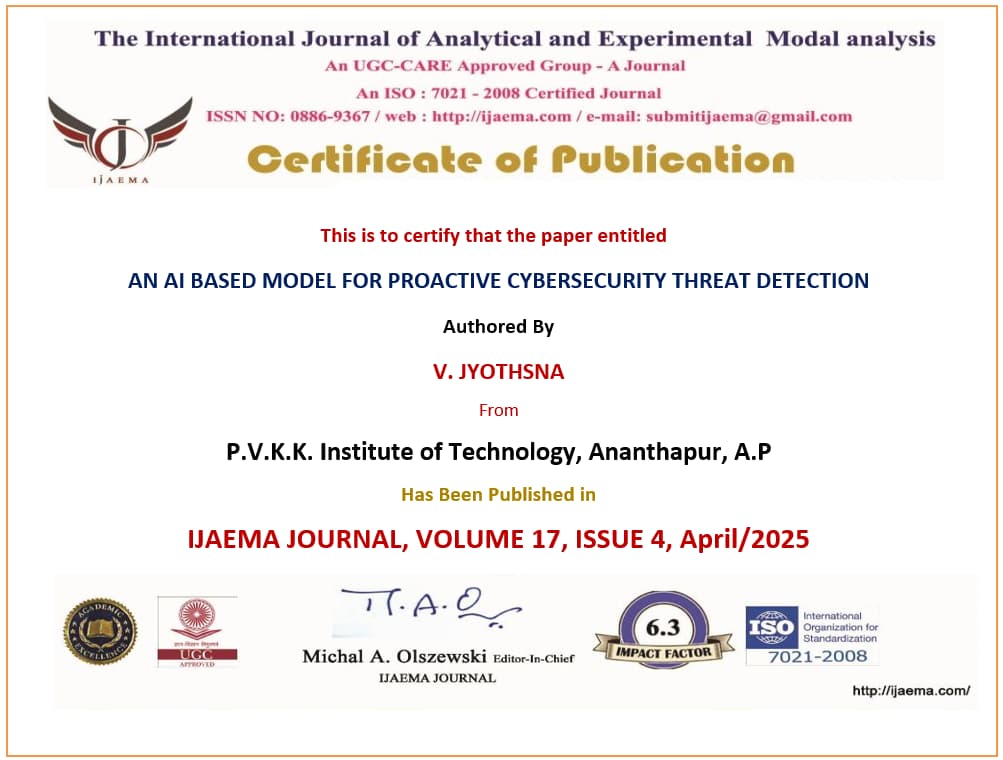 The International Journal of Analytical and Experimental Modal analysis
An UGC-CARE Approved Group - A Journal
An ISO : 7021 - 2008 Certified Journal
ISSN NO: 0886-9367 / web : http://ijaema.com / e-mail: submitijaema@gmail.com
IJAEMA
Certificate of Publication
This is to certify that the paper entitled
AN AI BASED MODEL FOR PROACTIVE CYBERSECURITY THREAT DETECTION
Authored By
V. JYOTHSNA
From
P.V.K.K. Institute of Technology, Ananthapur, A.P
Has Been Published in
IJAEMA JOURNAL, VOLUME 17, ISSUE 4, April/2025
ACADEMIC
EXCELLENCE
UGC
APPROVED
Michal A. Olszewski Editor-In-Chief
IJAEMA JOURNAL
6.3
IMPACT FACTOR
ISO
International
Organization for
Standardization
7021-2008
http://ijaema.com/